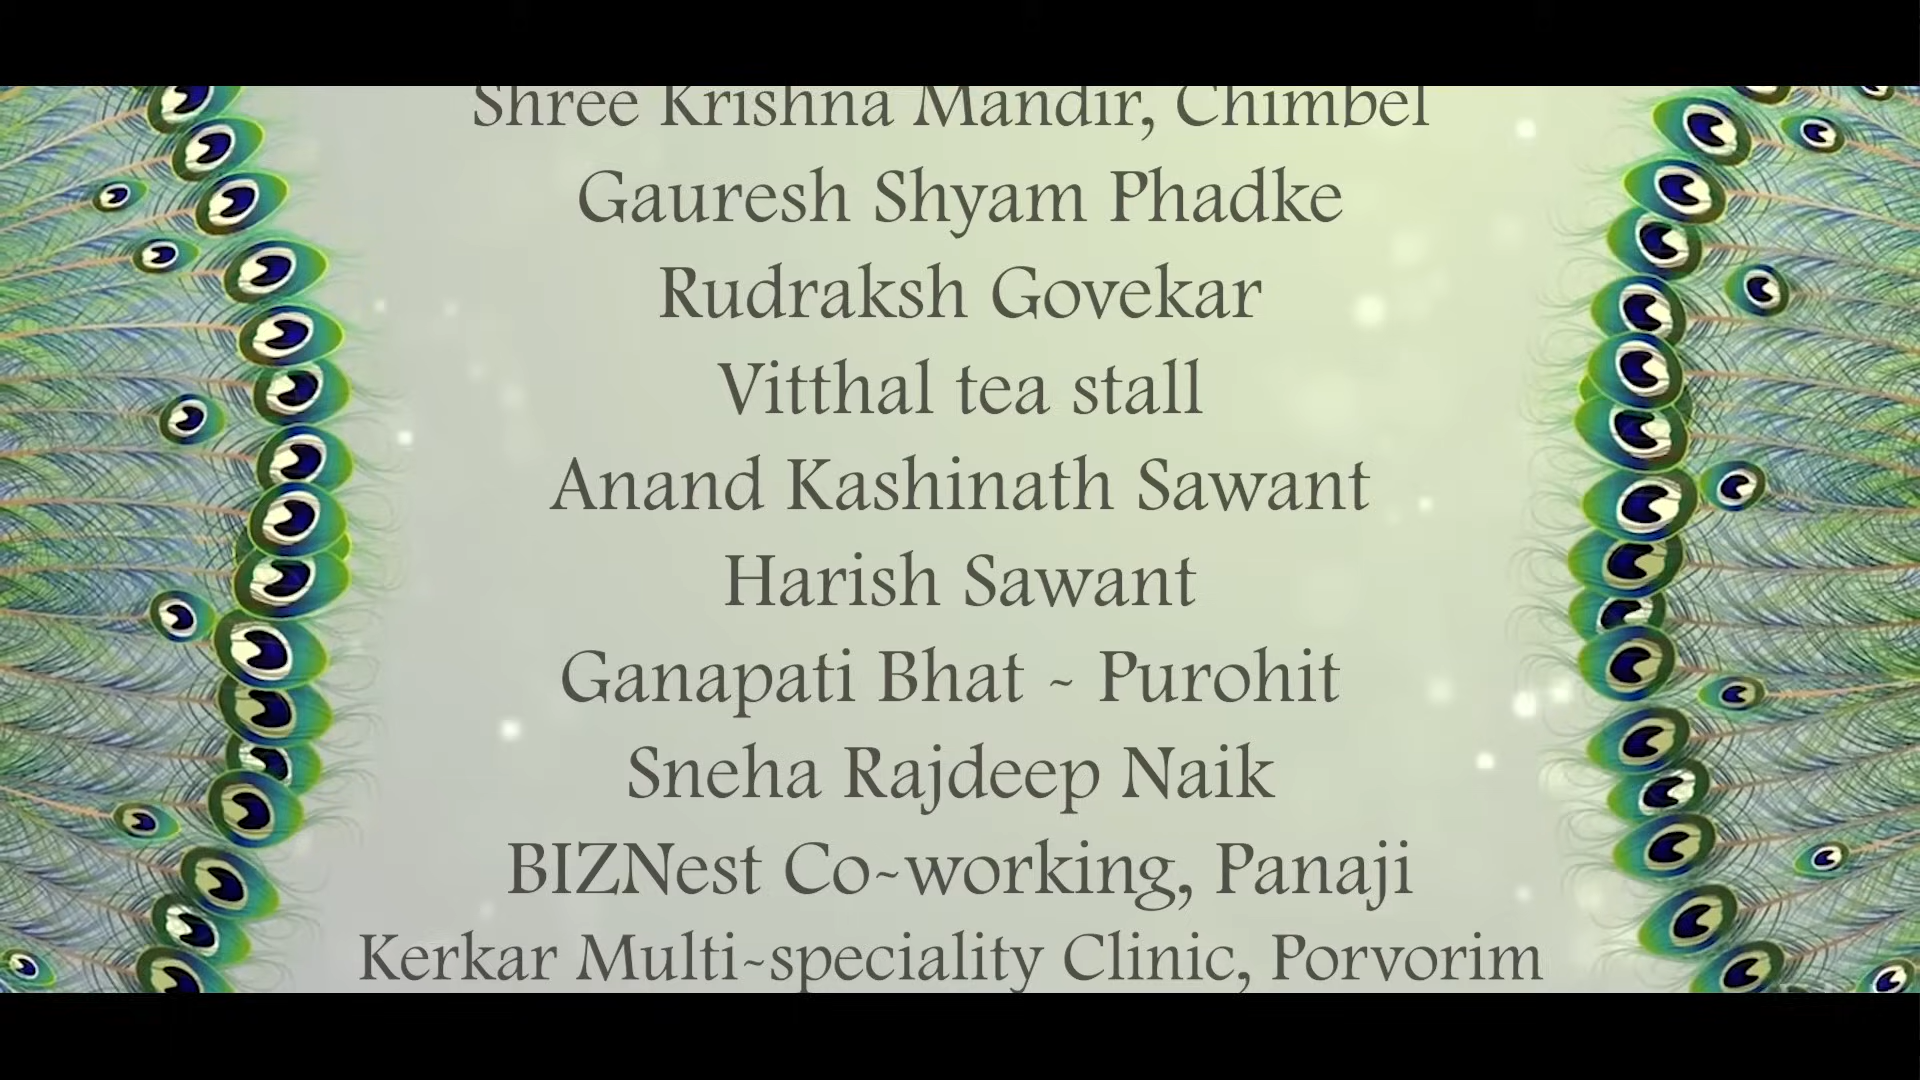 Shree Krishna Mandir, Chimbel
Gauresh Shyam Phadke
Rudraksh Govekar
Vitthal tea stall
Anand Kashinath Sawant
Harish Sawant
Ganapati Bhat - Purohit
Sneha Rajdeep Naik
BIZNest Co-working, Panaji
Kerkar Multi-speciality Clinic, Porvorim